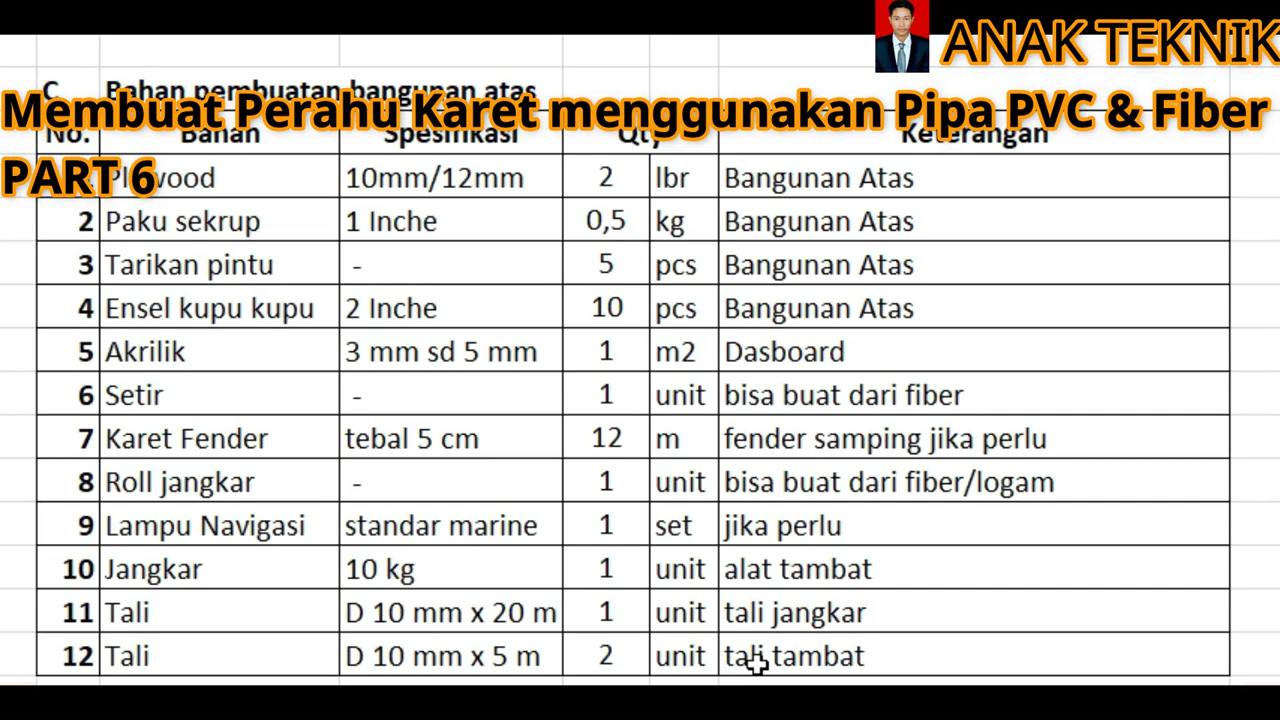 ANAK TEKNIK
C Bahan pembuatan bangunan atas
Membuat Perahu Karet menggunakan Pipa PVC & Fiber
PART 6
No. Bahan Spesifikasi Qty Keterangan
10mm/12mm 2 lbr Bangunan Atas
2 Paku sekrup 1 Inche 0,5 kg Bangunan Atas
3 Tarikan pintu - 5 pcs Bangunan Atas
4 Ensel kupu kupu 2 Inche 10 pcs Bangunan Atas
5 Akrilik 3 mm sd 5 mm 1 m2 Dasboard
6 Setir - 1 unit bisa buat dari fiber
7 Karet Fender tebal 5 cm 12 m fender samping jika perlu
8 Roll jangkar - 1 unit bisa buat dari fiber/logam
9 Lampu Navigasi standar marine 1 set jika perlu
10 Jangkar 10 kg 1 unit alat tambat
11 Tali D 10 mm x 20 m 1 unit tali jangkar
12 Tali D 10 mm x 5 m 2 unit tali tambat